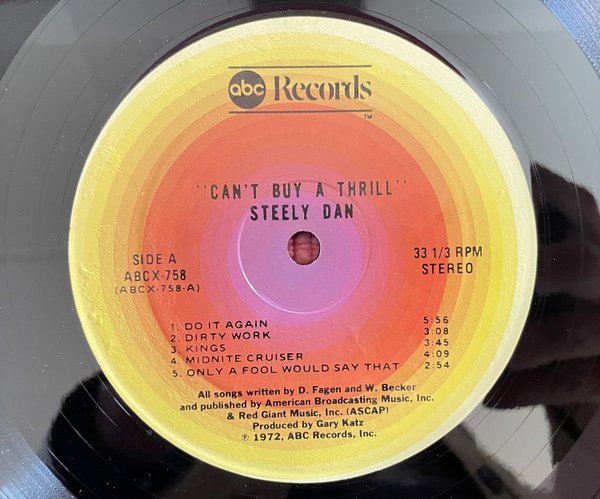 abc Records
™
"CAN'T BUY A THRILL"
STEELY DAN
SIDE A
ABCX-758
(ABCX-758-A)
33 1/3 RPM
STEREO
1. DO IT AGAIN 5:56
2. DIRTY WORK 3:08
3. KINGS 3:45
4. MIDNITE CRUISER 4:09
5. ONLY A FOOL WOULD SAY THAT 2:54
All songs written by D. Fagen and W. Becker
and published by American Broadcasting Music, Inc.
& Red Giant Music, Inc. (ASCAP)
Produced by Gary Katz
℗ 1972, ABC Records, Inc.